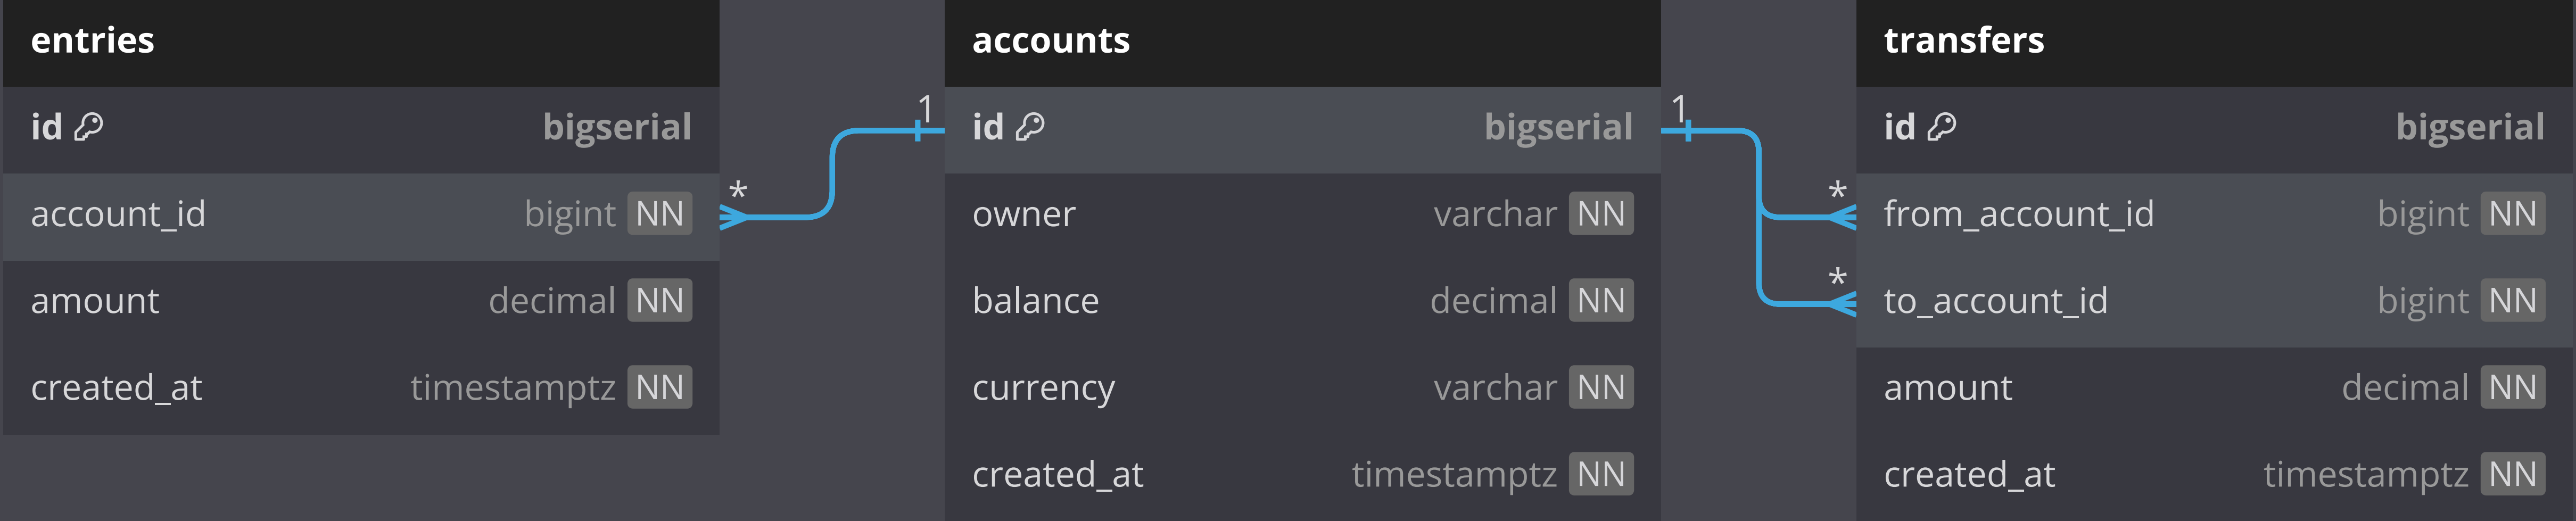 entries
id bigserial
account_id bigint NN
amount decimal NN
created_at timestamptz NN
1
*
accounts
id bigserial
owner varchar NN
balance decimal NN
currency varchar NN
created_at timestamptz NN
1
*
*
transfers
id bigserial
from_account_id bigint NN
to_account_id bigint NN
amount decimal NN
created_at timestamptz NN